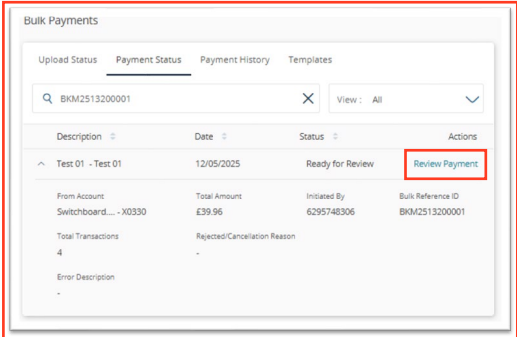 Bulk Payments
Upload Status Payment Status Payment History Templates
BKM2513200001 View : All
Description Date Status Actions
Test 01 - Test 01 12/05/2025 Ready for Review Review Payment
From Account Total Amount Initiated By Bulk Reference ID
Switchboard.... - X0330 £39.96 6295748306 BKM2513200001
Total Transactions Rejected/Cancellation Reason
4 -
Error Description
-